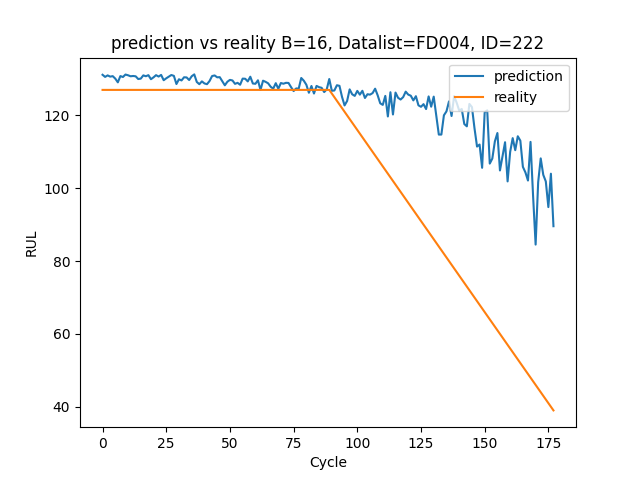 prediction vs reality B=16, Datalist=FD004, ID=222
prediction
reality
RUL
120
100
80
60
40
0 25 50 75 100 125 150 175
Cycle